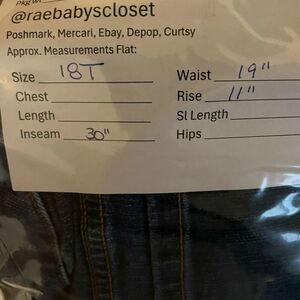 @raebabyscloset
Poshmark, Mercari, Ebay, Depop, Curtsy
Approx. Measurements Flat:
Size 18T Waist 19"
Chest Rise 11"
Length Sl Length
Inseam 30" Hips